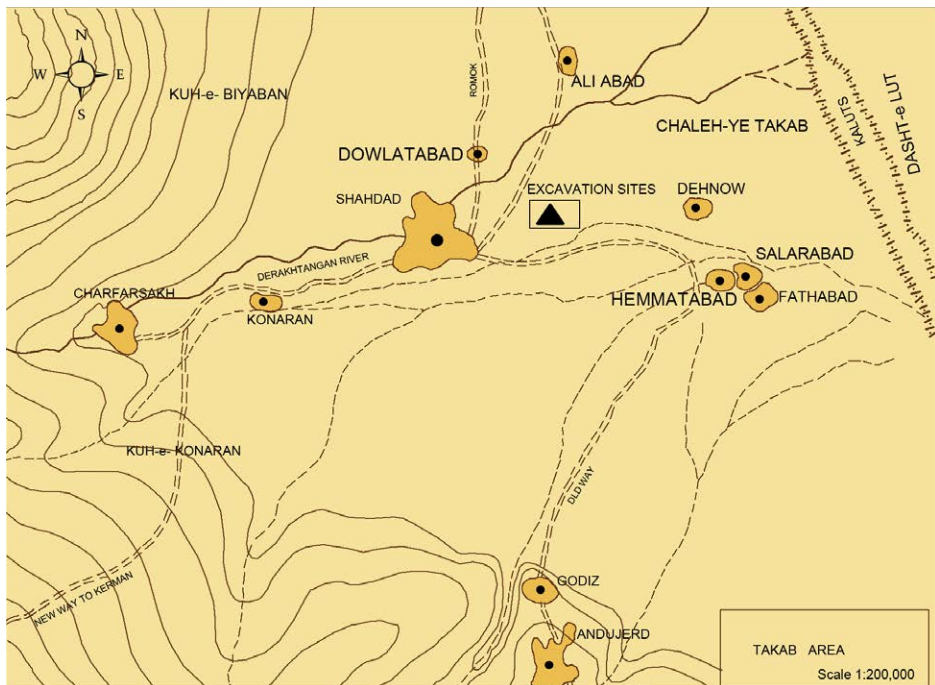 N
W E
S
KUH-e- BIYABAN
ROMOK
ALI ABAD
CHALEH-YE TAKAB
KALUTS
DASHT-e LUT
DOWLATABAD
SHAHDAD
EXCAVATION SITES
DEHNOW
DERAKHTANGAN RIVER
SALARABAD
CHARFARSAKH
KONARAN
HEMMATABAD
FATHABAD
KUH-e- KONARAN
DLD WAY
NEW WAY TO KERMAN
GODIZ
ANDUJERD
TAKAB AREA
Scale 1:200,000